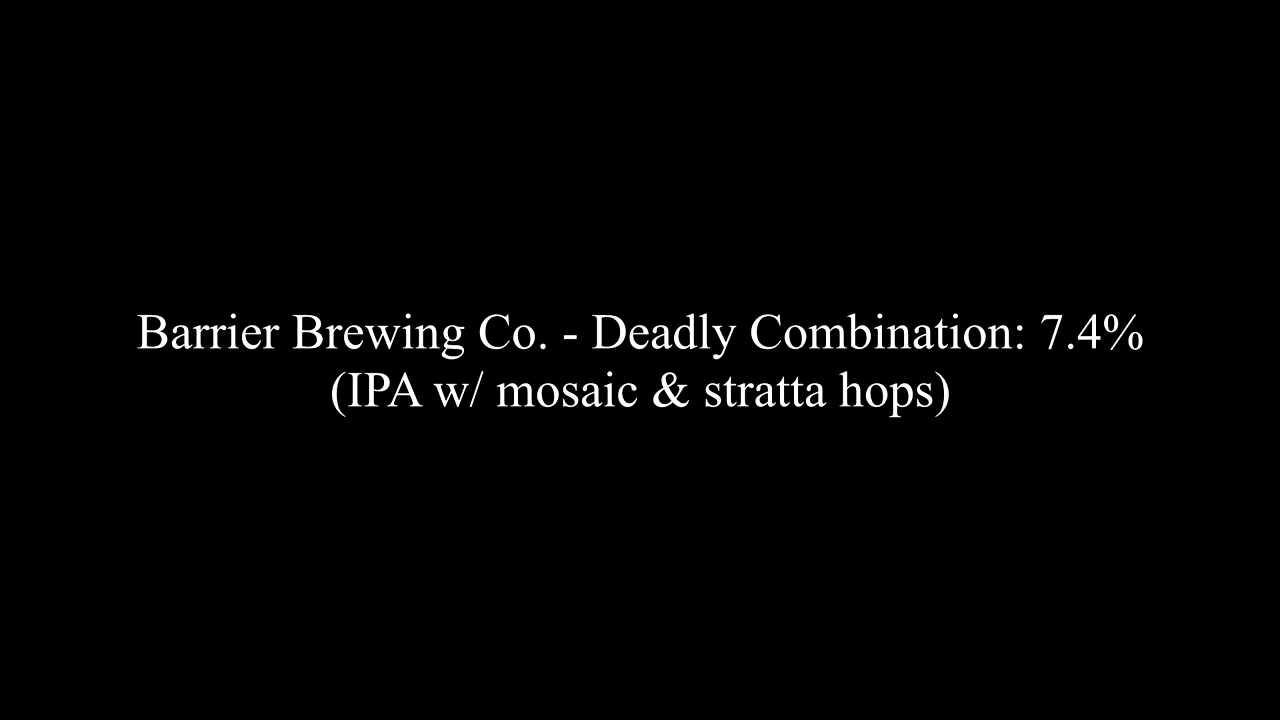 Barrier Brewing Co. - Deadly Combination: 7.4%
(IPA w/ mosaic & stratta hops)